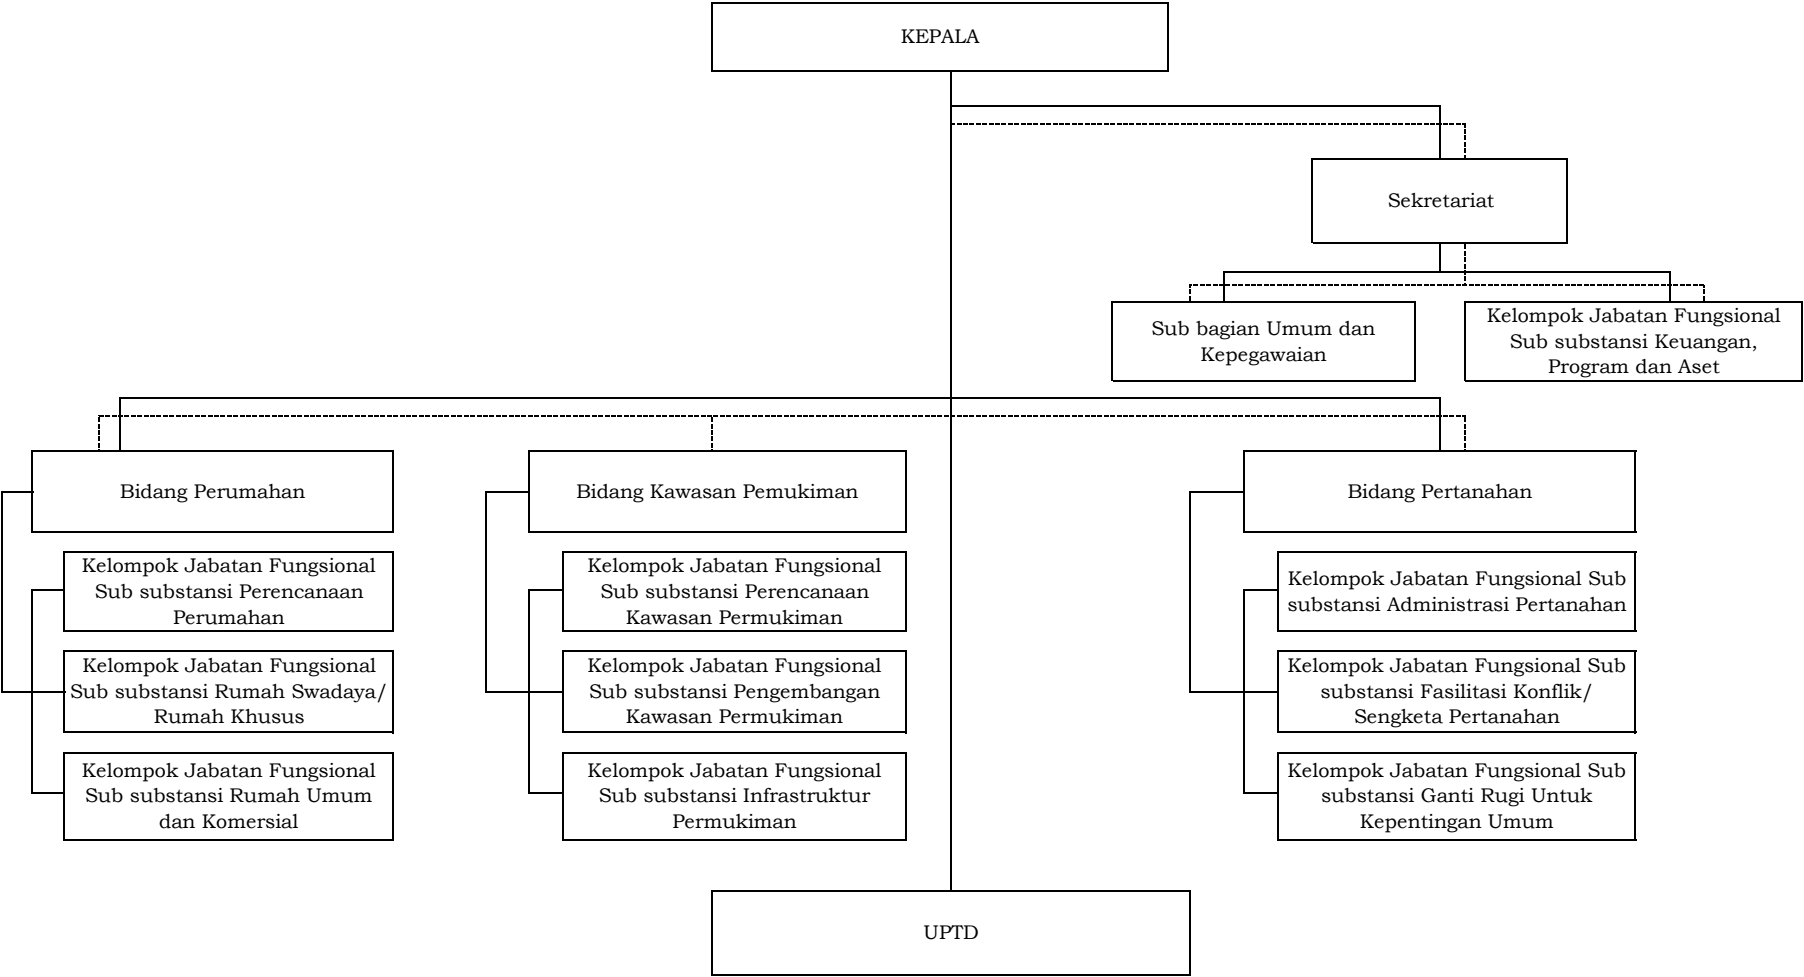 KEPALA
Sekretariat
Sub bagian Umum dan
Kepegawaian
Kelompok Jabatan Fungsional
Sub substansi Keuangan,
Program dan Aset
Bidang Perumahan
Kelompok Jabatan Fungsional
Sub substansi Perencanaan
Perumahan
Kelompok Jabatan Fungsional
Sub substansi Rumah Swadaya/
Rumah Khusus
Kelompok Jabatan Fungsional
Sub substansi Rumah Umum
dan Komersial
Bidang Kawasan Pemukiman
Kelompok Jabatan Fungsional
Sub substansi Perencanaan
Kawasan Permukiman
Kelompok Jabatan Fungsional
Sub substansi Pengembangan
Kawasan Permukiman
Kelompok Jabatan Fungsional
Sub substansi Infrastruktur
Permukiman
Bidang Pertanahan
Kelompok Jabatan Fungsional Sub
substansi Administrasi Pertanahan
Kelompok Jabatan Fungsional Sub
substansi Fasilitasi Konflik/
Sengketa Pertanahan
Kelompok Jabatan Fungsional Sub
substansi Ganti Rugi Untuk
Kepentingan Umum
UPTD